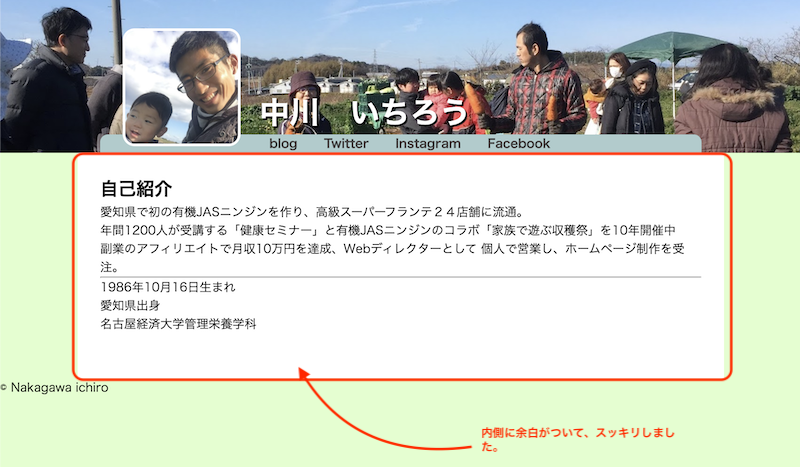 中川　いちろう
blog Twitter Instagram Facebook
自己紹介
愛知県で初の有機JASニンジンを作り、高級スーパーフランテ２４店舗に流通。
年間1200人が受講する「健康セミナー」と有機JASニンジンのコラボ「家族で遊ぶ収穫祭」を10年開催中
副業のアフィリエイトで月収10万円を達成、Webディレクターとして 個人で営業し、ホームページ制作を受
注。
1986年10月16日生まれ
愛知県出身
名古屋経済大学管理栄養学科
© Nakagawa ichiro
内側に余白がついて、スッキリしまし
た。